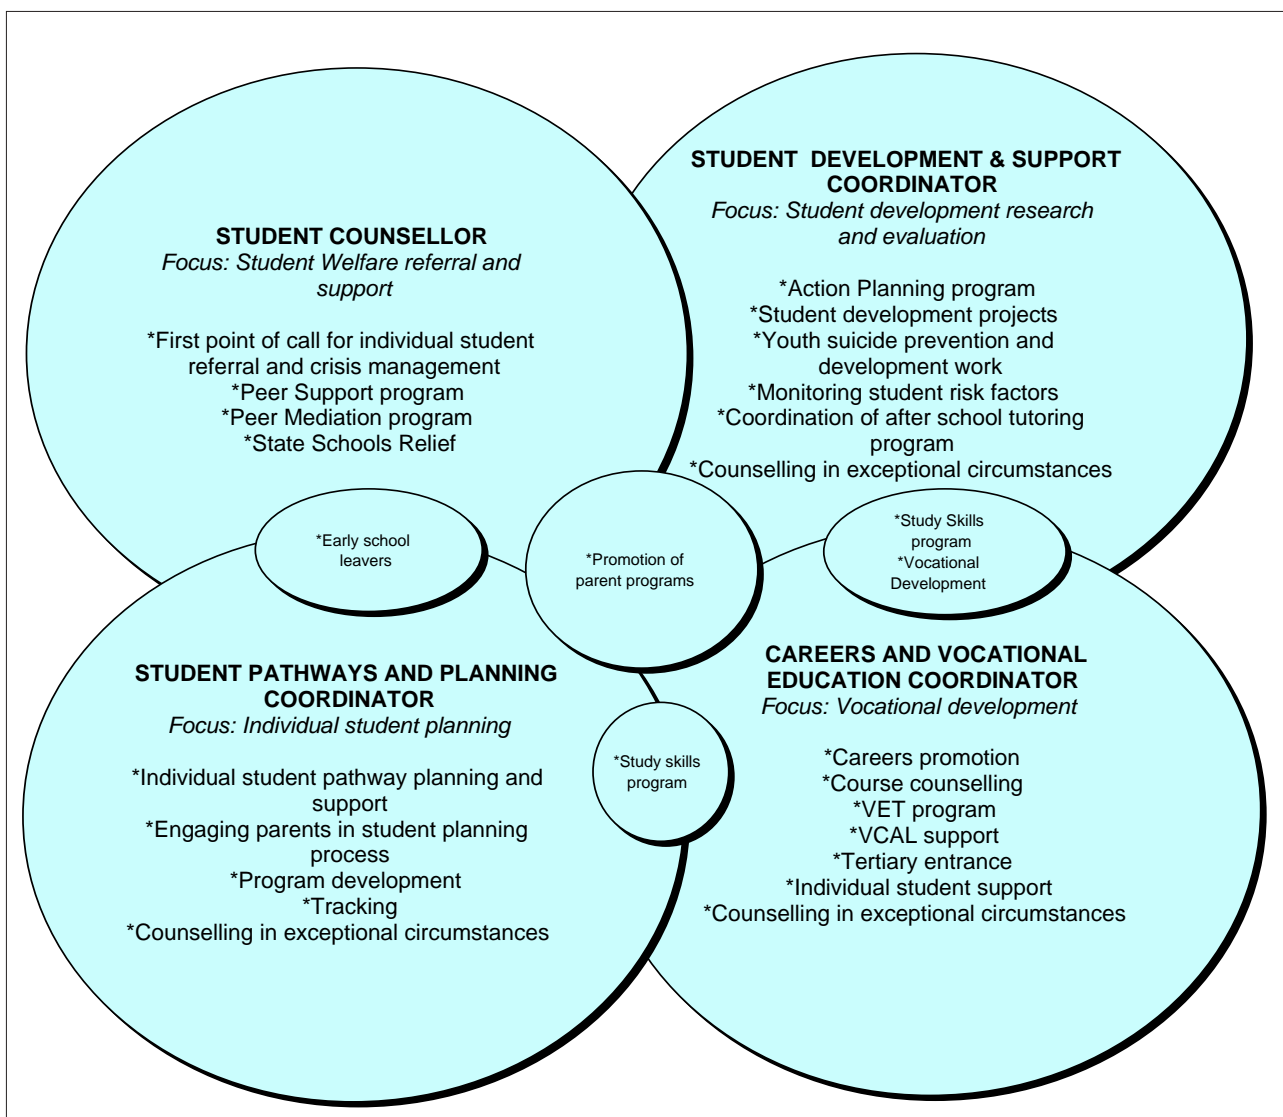 STUDENT COUNSELLOR
Focus: Student Welfare referral and
support
*First point of call for individual student
referral and crisis management
*Peer Support program
*Peer Mediation program
*State Schools Relief
STUDENT  DEVELOPMENT & SUPPORT
COORDINATOR
Focus: Student development research
and evaluation
*Action Planning program
*Student development projects
*Youth suicide prevention and
development work
*Monitoring student risk factors
*Coordination of after school tutoring
program
*Counselling in exceptional circumstances
*Early school
leavers
*Promotion of
parent programs
*Study Skills
program
*Vocational
Development
STUDENT PATHWAYS AND PLANNING
COORDINATOR
Focus: Individual student planning
*Individual student pathway planning and
support
*Engaging parents in student planning
process
*Program development
*Tracking
*Counselling in exceptional circumstances
*Study skills
program
CAREERS AND VOCATIONAL
EDUCATION COORDINATOR
Focus: Vocational development
*Careers promotion
*Course counselling
*VET program
*VCAL support
*Tertiary entrance
*Individual student support
*Counselling in exceptional circumstances